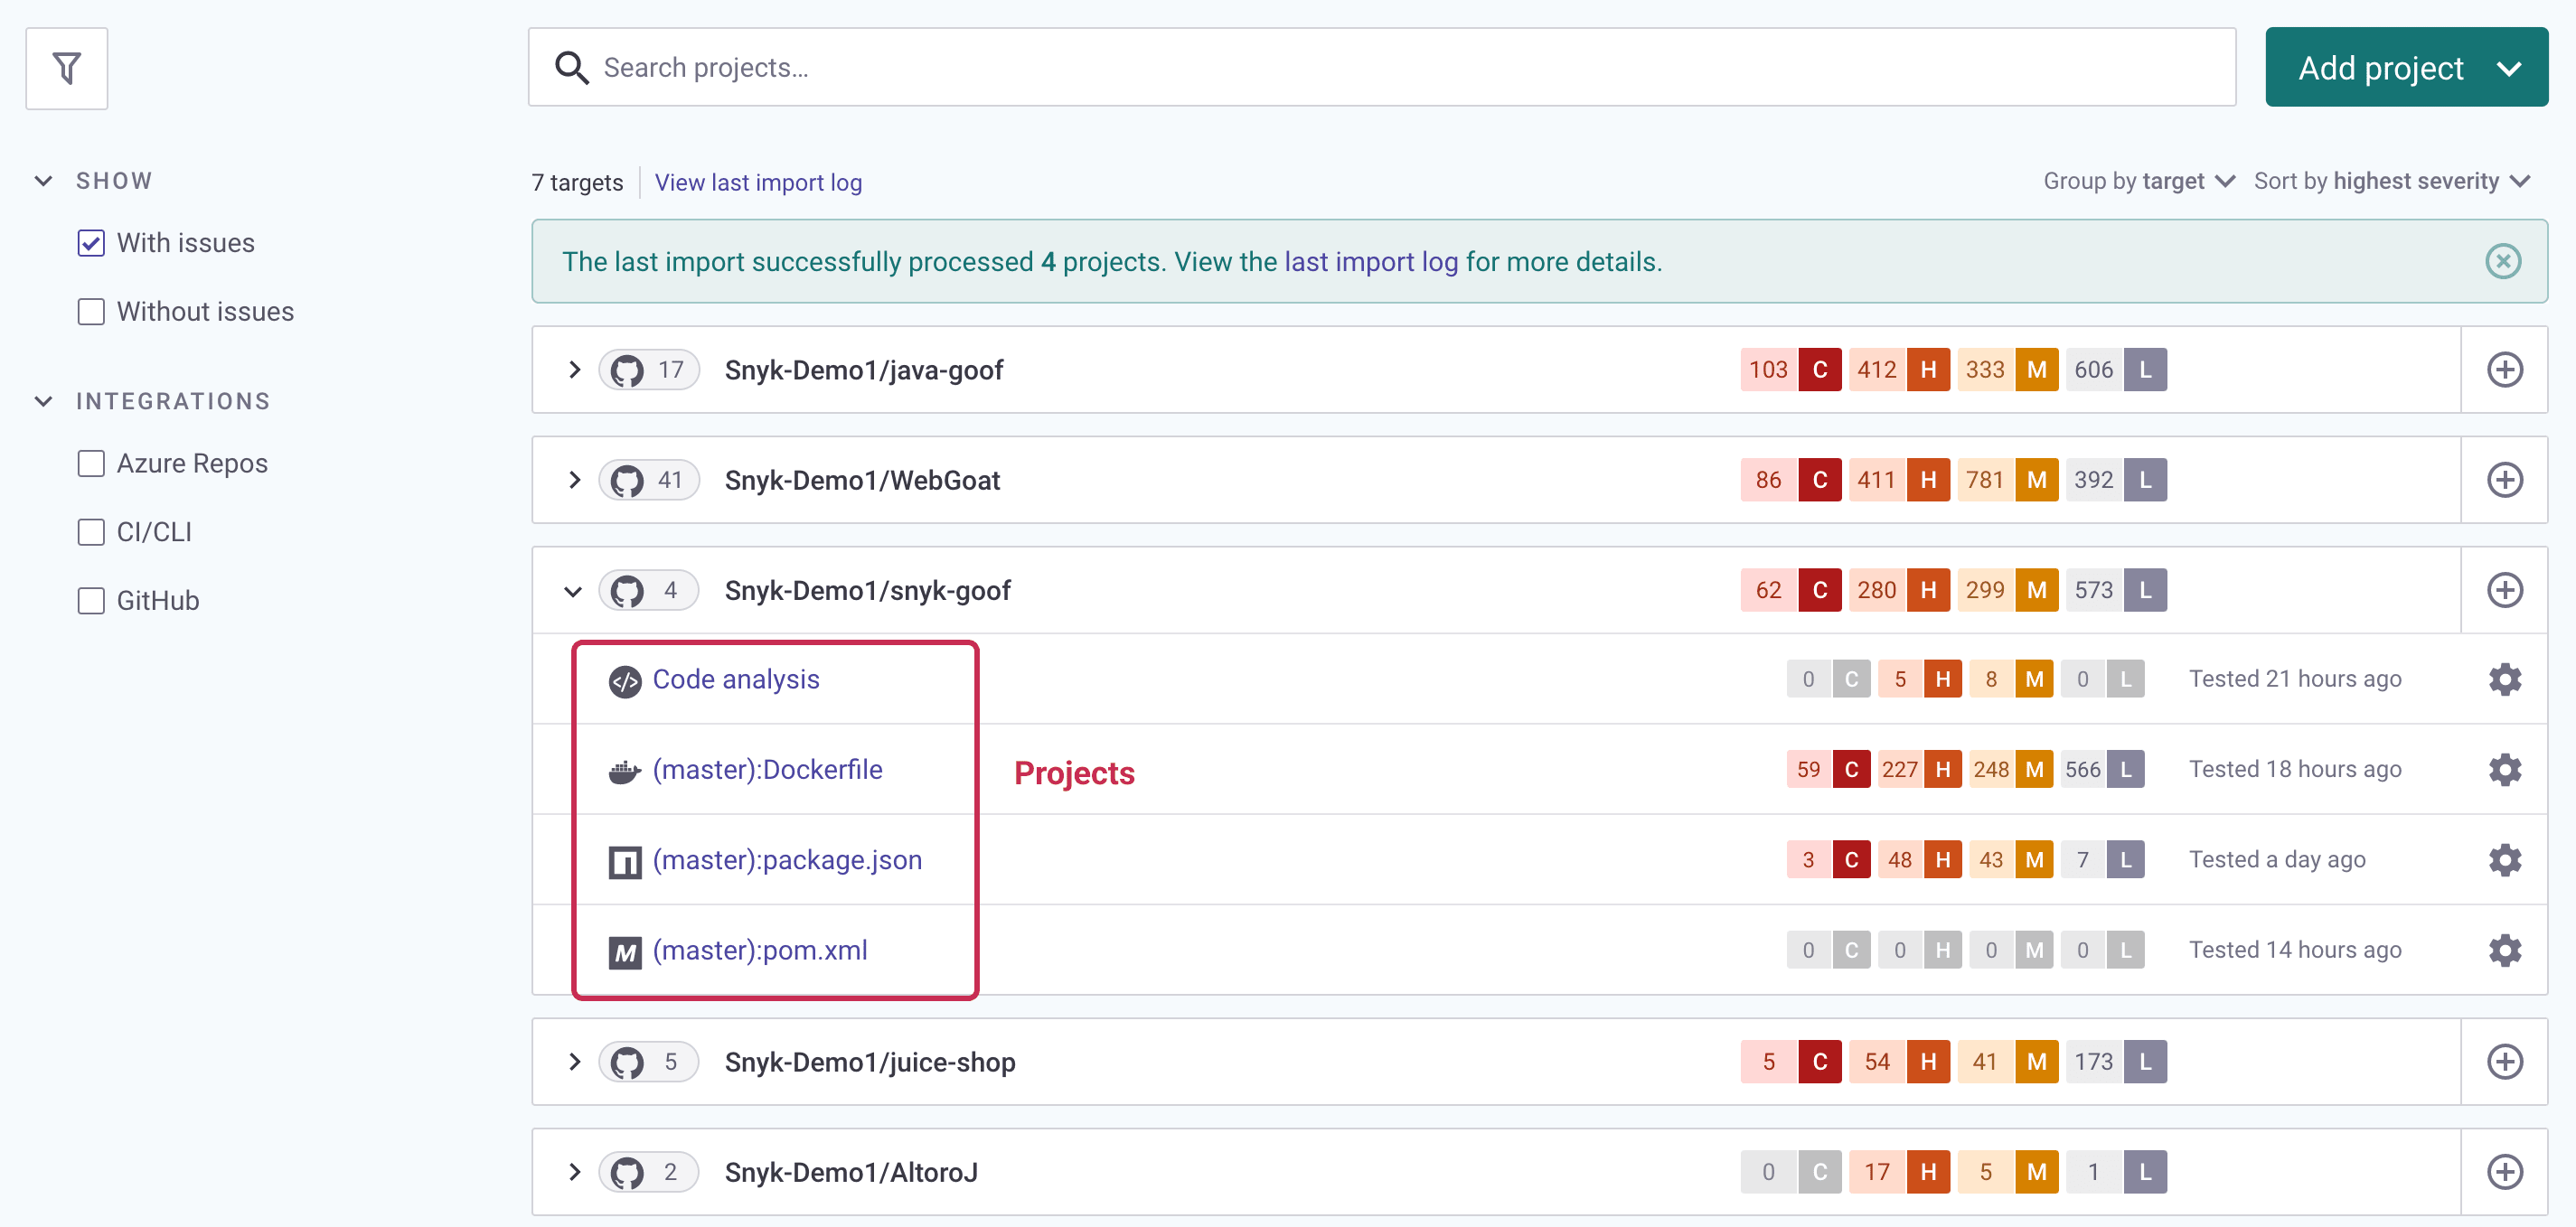 Search projects...
Add project
SHOW
With issues
Without issues
INTEGRATIONS
Azure Repos
CI/CLI
GitHub
7 targets
View last import log
Group by target
Sort by highest severity
The last import successfully processed 4 projects. View the last import log for more details.
17 Snyk-Demo1/java-goof 103 C 412 H 333 M 606 L
41 Snyk-Demo1/WebGoat 86 C 411 H 781 M 392 L
4 Snyk-Demo1/snyk-goof 62 C 280 H 299 M 573 L
</> Code analysis 0 C 5 H 8 M 0 L Tested 21 hours ago
(master):Dockerfile 59 C 227 H 248 M 566 L Tested 18 hours ago
Projects
(master):package.json 3 C 48 H 43 M 7 L Tested a day ago
M (master):pom.xml 0 C 0 H 0 M 0 L Tested 14 hours ago
5 Snyk-Demo1/juice-shop 5 C 54 H 41 M 173 L
2 Snyk-Demo1/AltoroJ 0 C 17 H 5 M 1 L